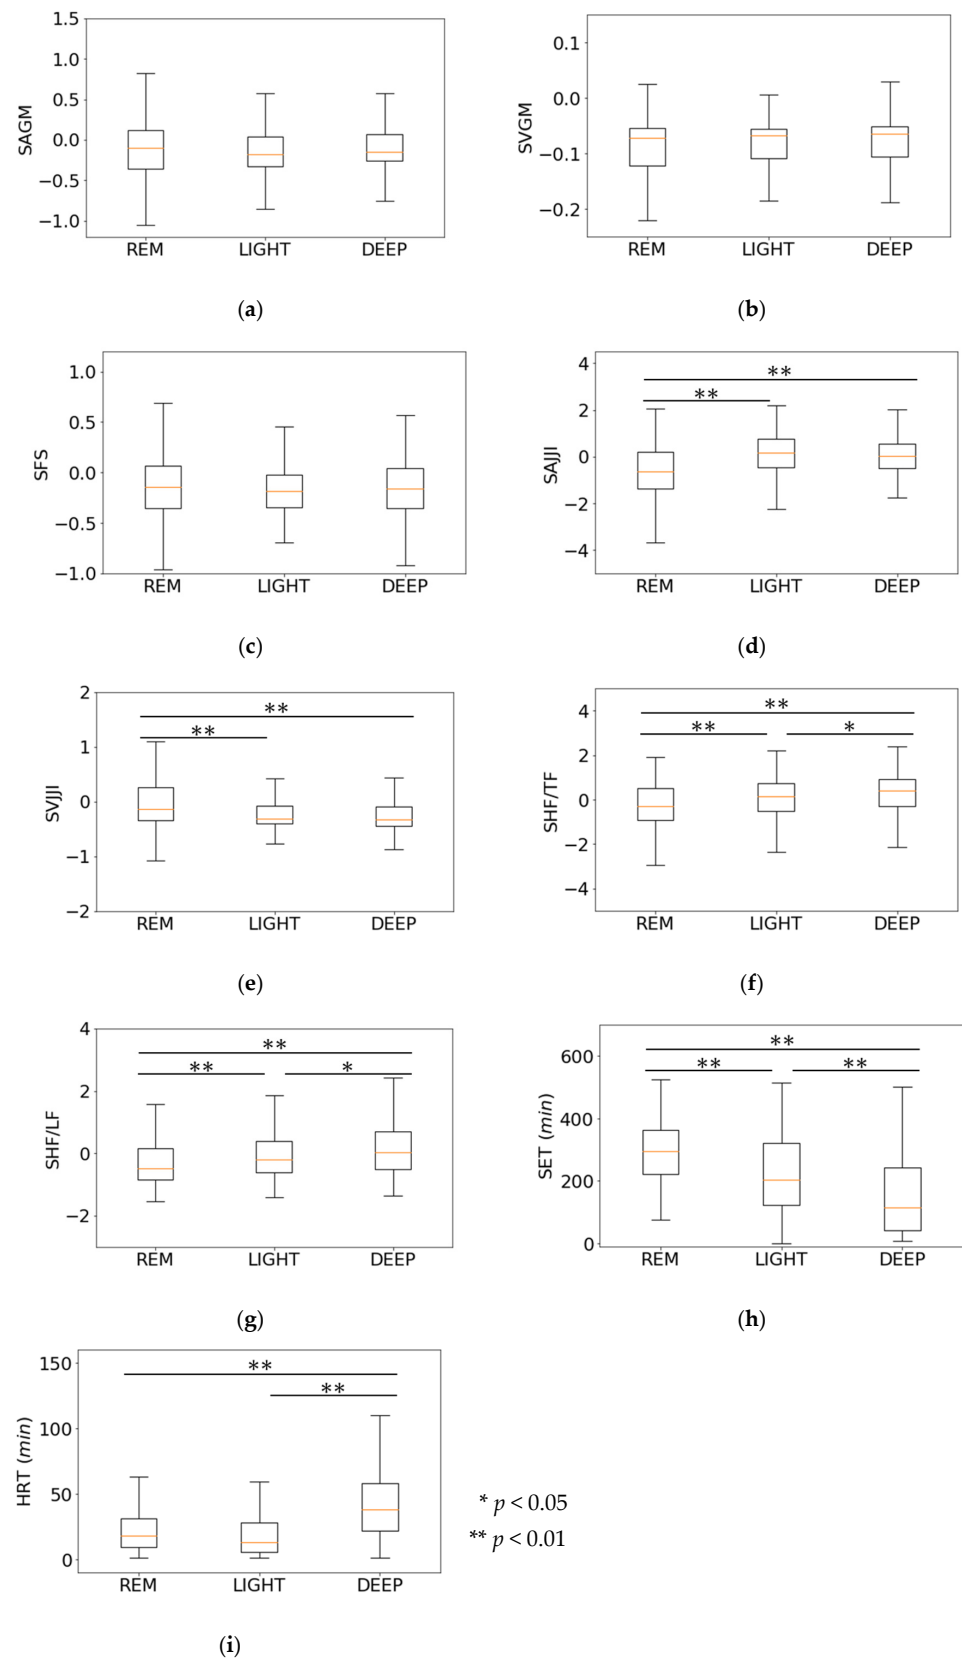 1.5
1.0
0.5
0.0
−0.5
−1.0
SAGM
REM LIGHT DEEP
(a)
0.1
0.0
−0.1
−0.2
SVGM
REM LIGHT DEEP
(b)
1.0
0.5
0.0
−0.5
−1.0
SFS
REM LIGHT DEEP
(c)
4
2
0
−2
−4
SAJJI
**
**
REM LIGHT DEEP
(d)
2
1
0
−1
−2
SVJJI
**
**
REM LIGHT DEEP
(e)
4
2
0
−2
−4
SHF/TF
**
** *
REM LIGHT DEEP
(f)
4
2
0
−2
SHF/LF
**
** *
REM LIGHT DEEP
(g)
600
400
200
0
SET (min)
**
** **
REM LIGHT DEEP
(h)
150
100
50
0
HRT (min)
**
**
REM LIGHT DEEP
(i)
* p < 0.05
** p < 0.01